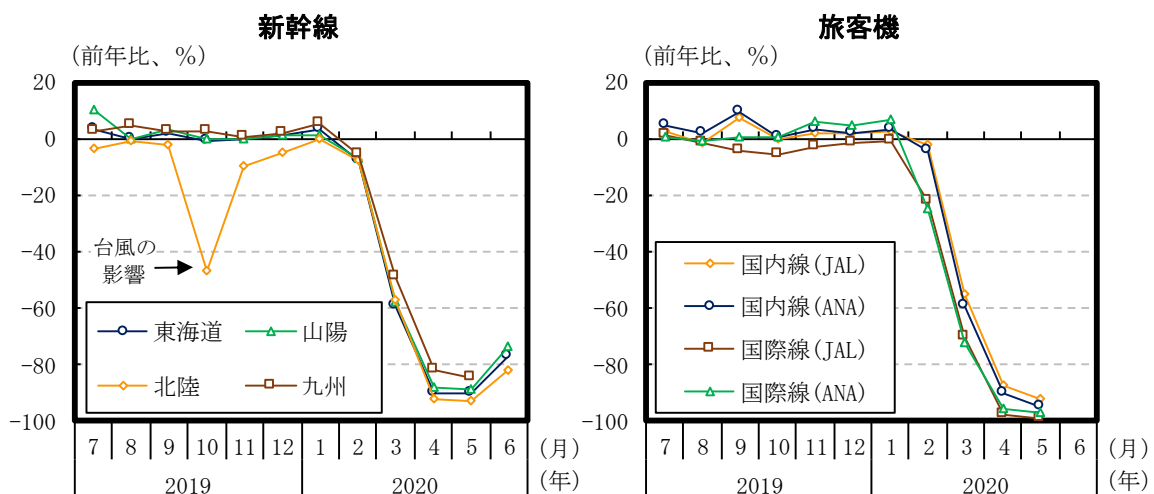 新幹線
(前年比、%)
20
0
-20
-40
-60
-80
-100
台風の
影響
東海道
山陽
北陸
九州
7 8 9 10 11 12 1 2 3 4 5 6 (月)
2019 2020 (年)
旅客機
(前年比、%)
20
0
-20
-40
-60
-80
-100
国内線(JAL)
国内線(ANA)
国際線(JAL)
国際線(ANA)
7 8 9 10 11 12 1 2 3 4 5 6 (月)
2019 2020 (年)